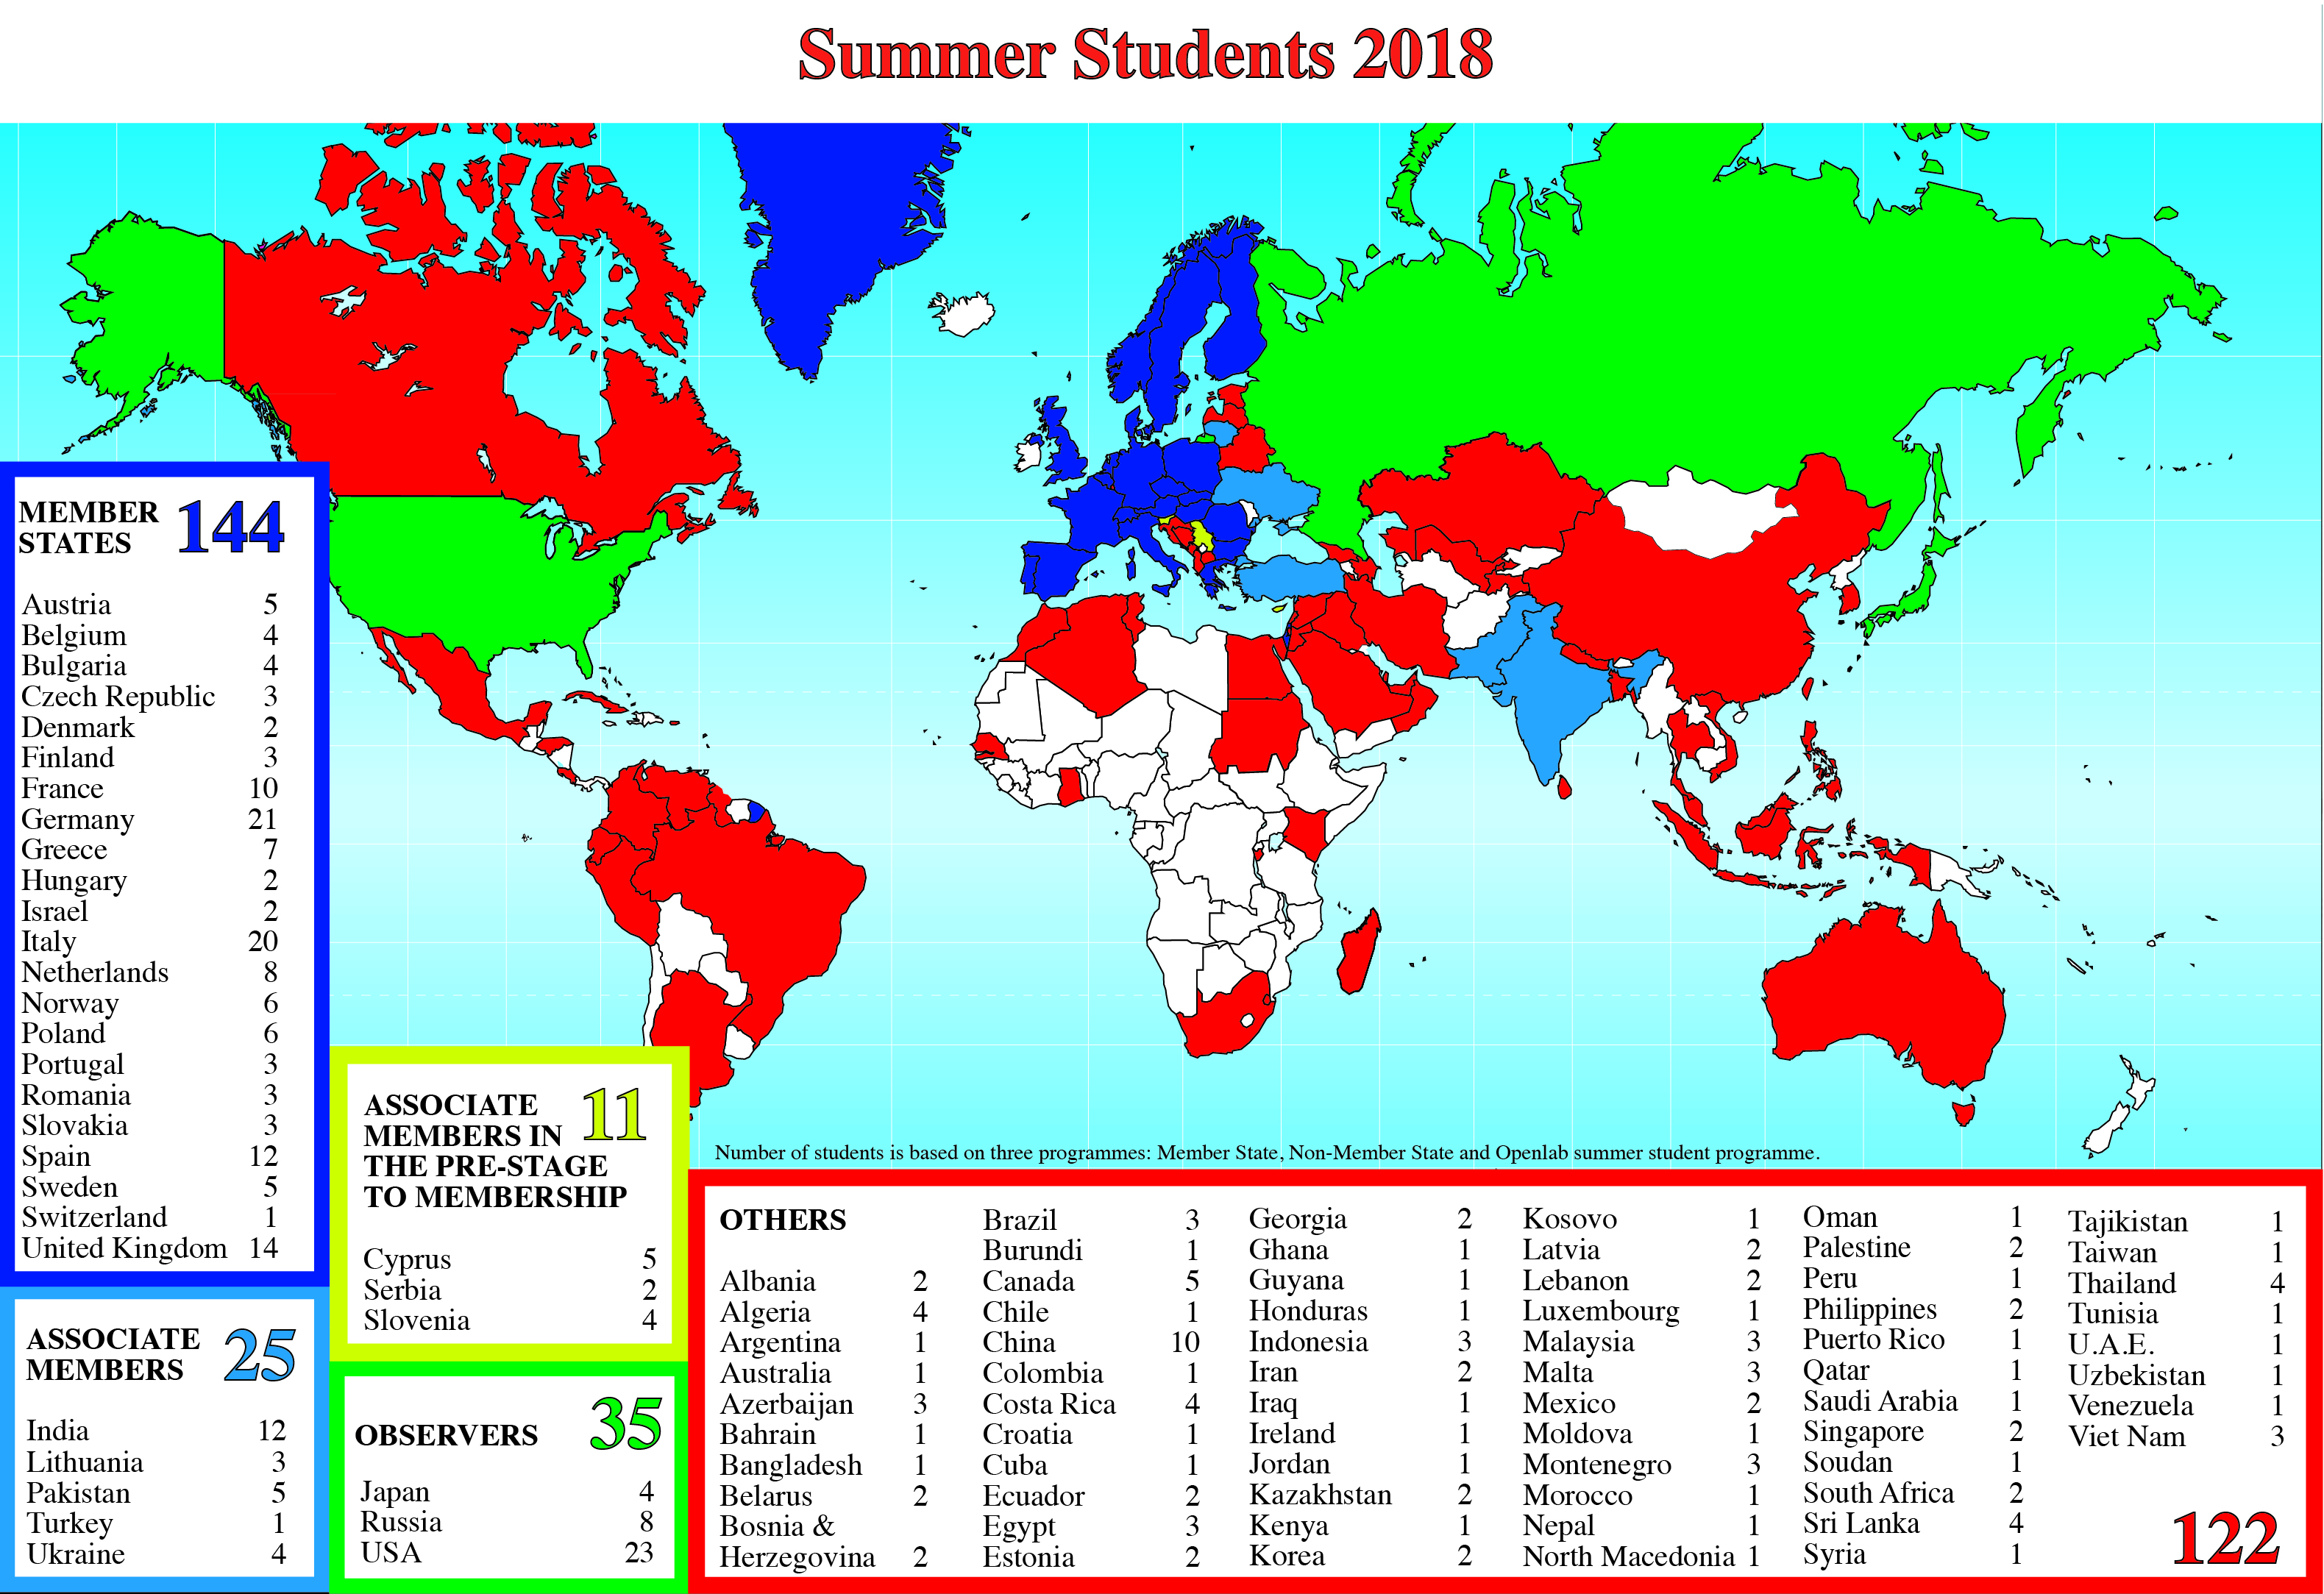 Summer Students 2018
MEMBER
STATES 144
Austria 5
Belgium 4
Bulgaria 4
Czech Republic 3
Denmark 2
Finland 3
France 10
Germany 21
Greece 7
Hungary 2
Israel 2
Italy 20
Netherlands 8
Norway 6
Poland 6
Portugal 3
Romania 3
Slovakia 3
Spain 12
Sweden 5
Switzerland 1
United Kingdom 14
ASSOCIATE
MEMBERS 25
India 12
Lithuania 3
Pakistan 5
Turkey 1
Ukraine 4
ASSOCIATE 11
MEMBERS IN
THE PRE-STAGE
TO MEMBERSHIP
Cyprus 5
Serbia 2
Slovenia 4
OBSERVERS 35
Japan 4
Russia 8
USA 23
Number of students is based on three programmes: Member State, Non-Member State and Openlab summer student programme.
OTHERS
Albania 2
Algeria 4
Argentina 1
Australia 1
Azerbaijan 3
Bahrain 1
Bangladesh 1
Belarus 2
Bosnia &
Herzegovina 2
Brazil 3
Burundi 1
Canada 5
Chile 1
China 10
Colombia 1
Costa Rica 4
Croatia 1
Cuba 1
Ecuador 2
Egypt 3
Estonia 2
Georgia 2
Ghana 1
Guyana 1
Honduras 1
Indonesia 3
Iran 2
Iraq 1
Ireland 1
Jordan 1
Kazakhstan 2
Kenya 1
Korea 2
Kosovo 1
Latvia 2
Lebanon 2
Luxembourg 1
Malaysia 3
Malta 3
Mexico 2
Moldova 1
Montenegro 3
Morocco 1
Nepal 1
North Macedonia 1
Oman 1
Palestine 2
Peru 1
Philippines 2
Puerto Rico 1
Qatar 1
Saudi Arabia 1
Singapore 2
Soudan 1
South Africa 2
Sri Lanka 4
Syria 1
Tajikistan 1
Taiwan 1
Thailand 4
Tunisia 1
U.A.E. 1
Uzbekistan 1
Venezuela 1
Viet Nam 3
122